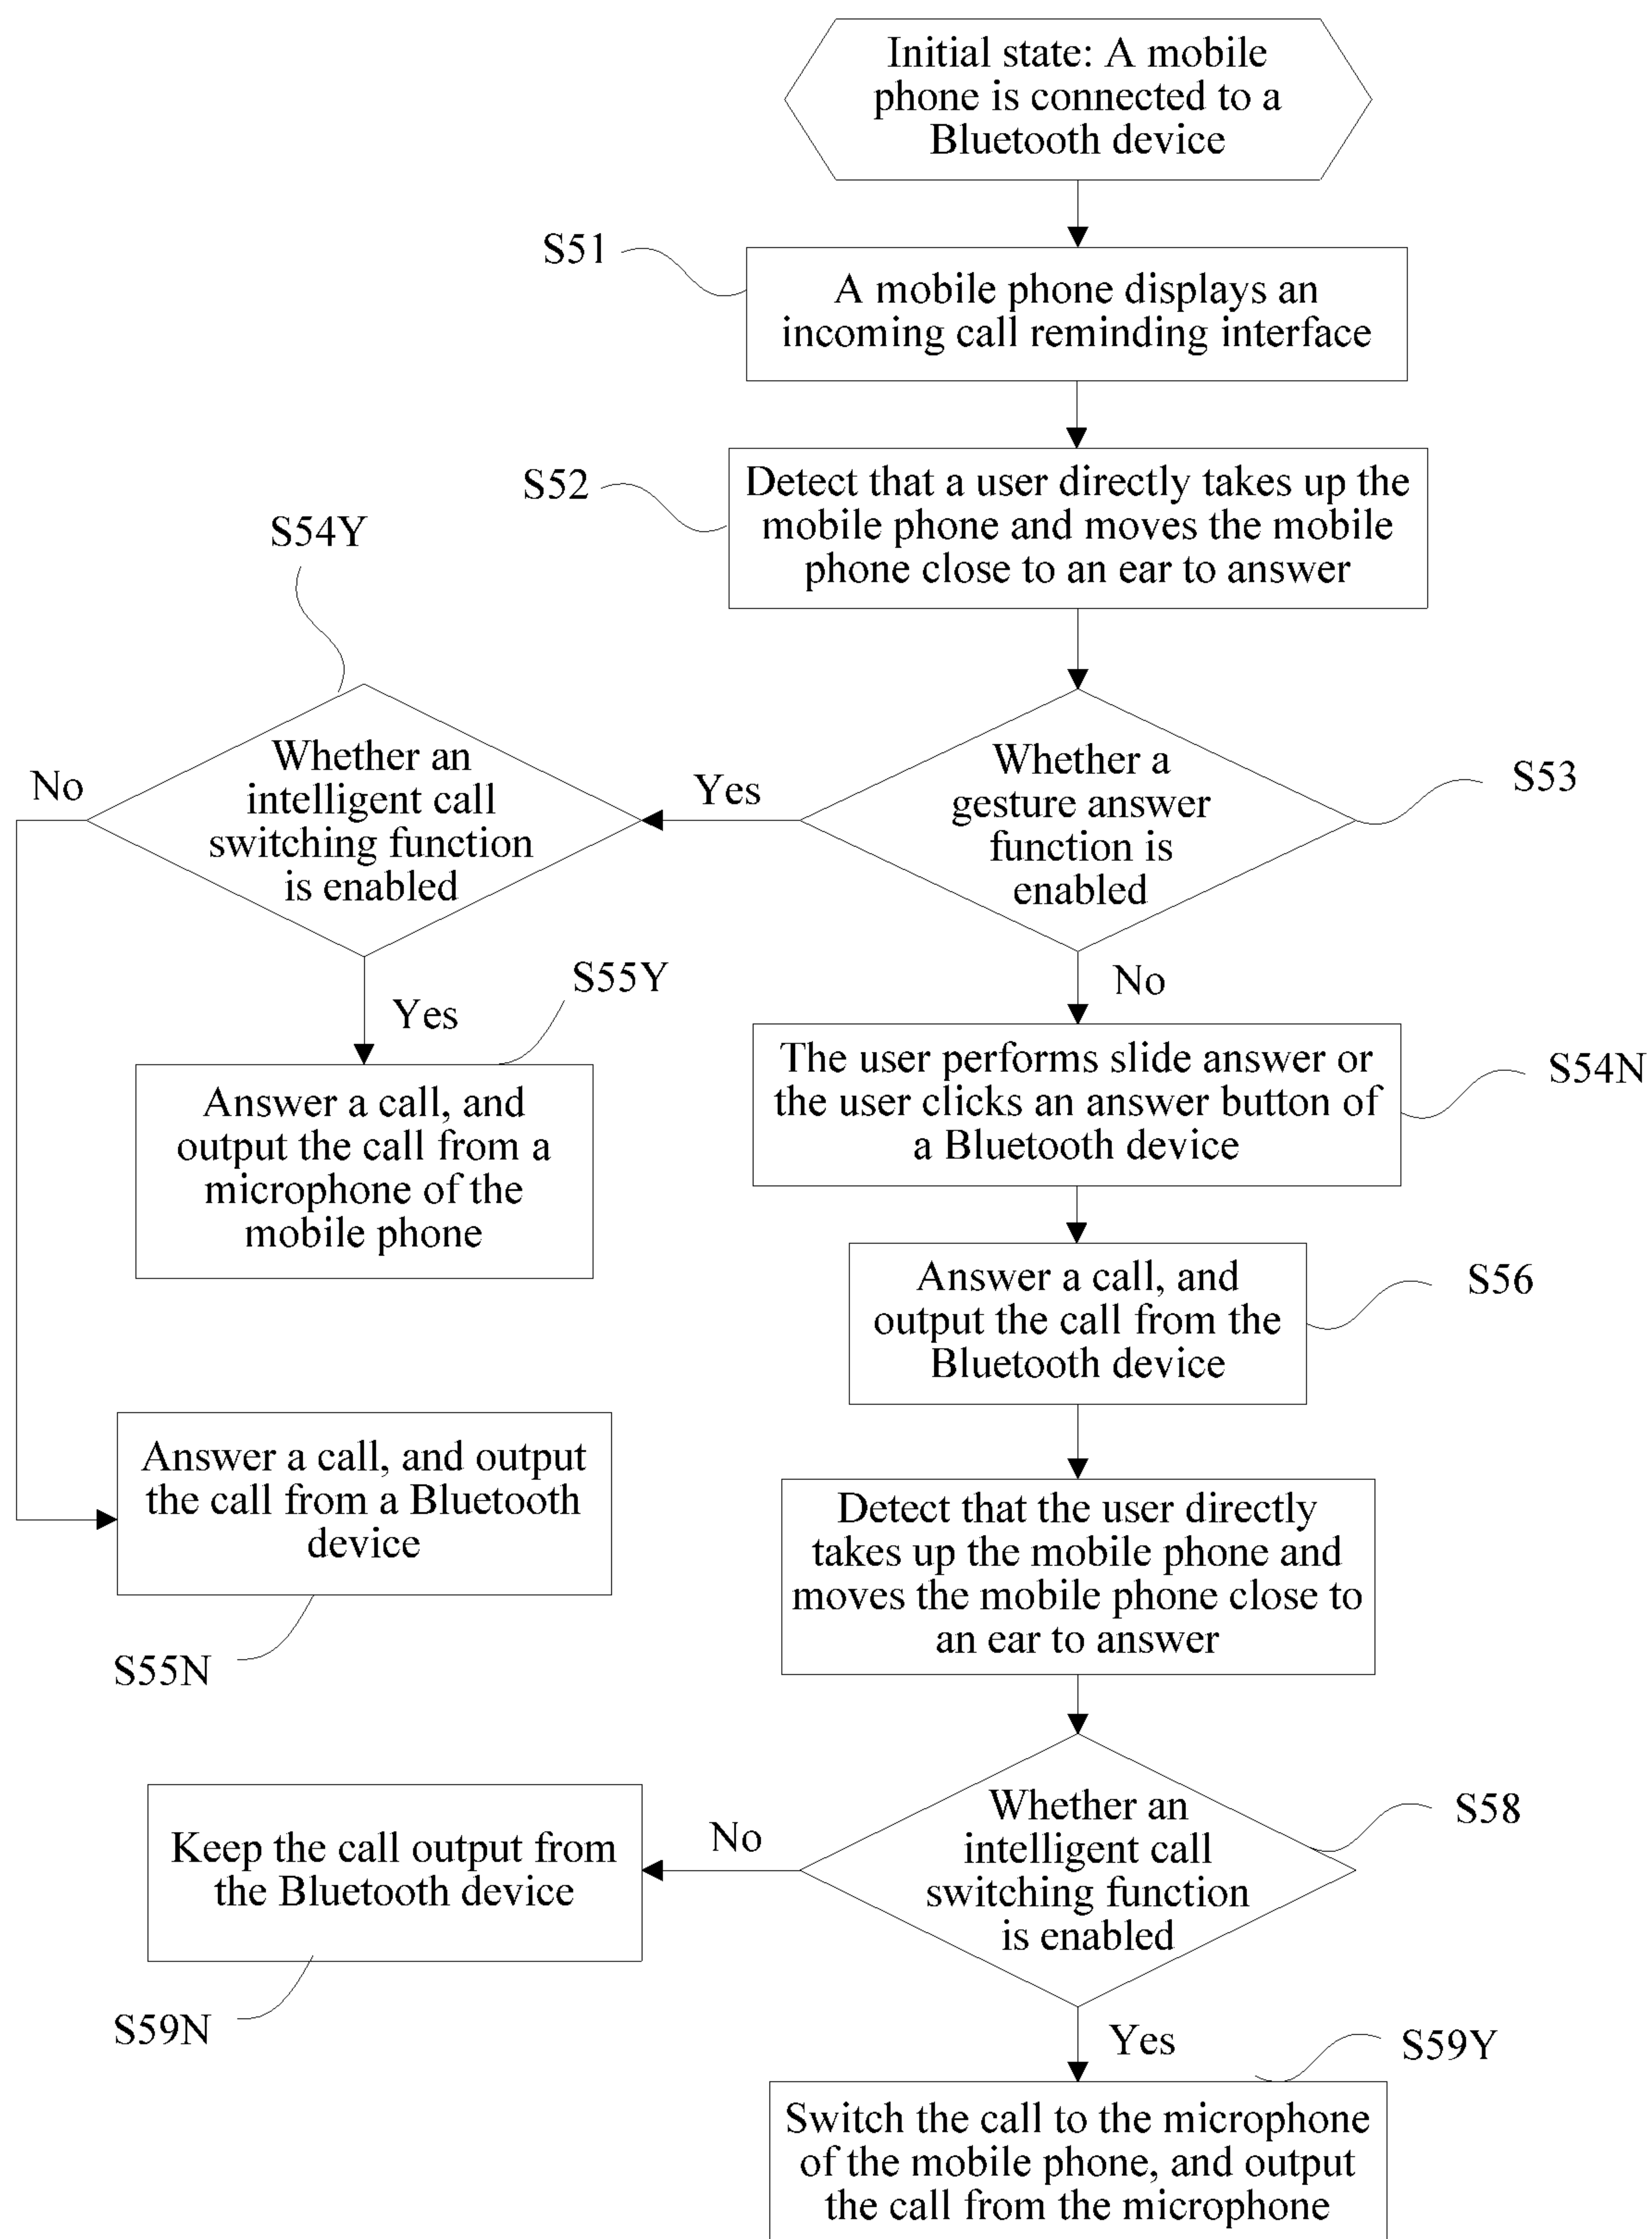 Initial state: A mobile
phone is connected to a
Bluetooth device
S51
A mobile phone displays an
incoming call reminding interface
S52
Detect that a user directly takes up the
mobile phone and moves the mobile
phone close to an ear to answer
S53
Whether a
gesture answer
function is
enabled
Yes
S54Y
Whether an
intelligent call
switching function
is enabled
No
Yes
S55Y
Answer a call, and
output the call from a
microphone of the
mobile phone
Answer a call, and output
the call from a Bluetooth
device
S55N
No
The user performs slide answer or
the user clicks an answer button of
a Bluetooth device
S54N
Answer a call, and
output the call from the
Bluetooth device
S56
Detect that the user directly
takes up the mobile phone and
moves the mobile phone close to
an ear to answer
Whether an
intelligent call
switching function
is enabled
S58
No
Keep the call output from
the Bluetooth device
S59N
Yes
S59Y
Switch the call to the microphone
of the mobile phone, and output
the call from the microphone